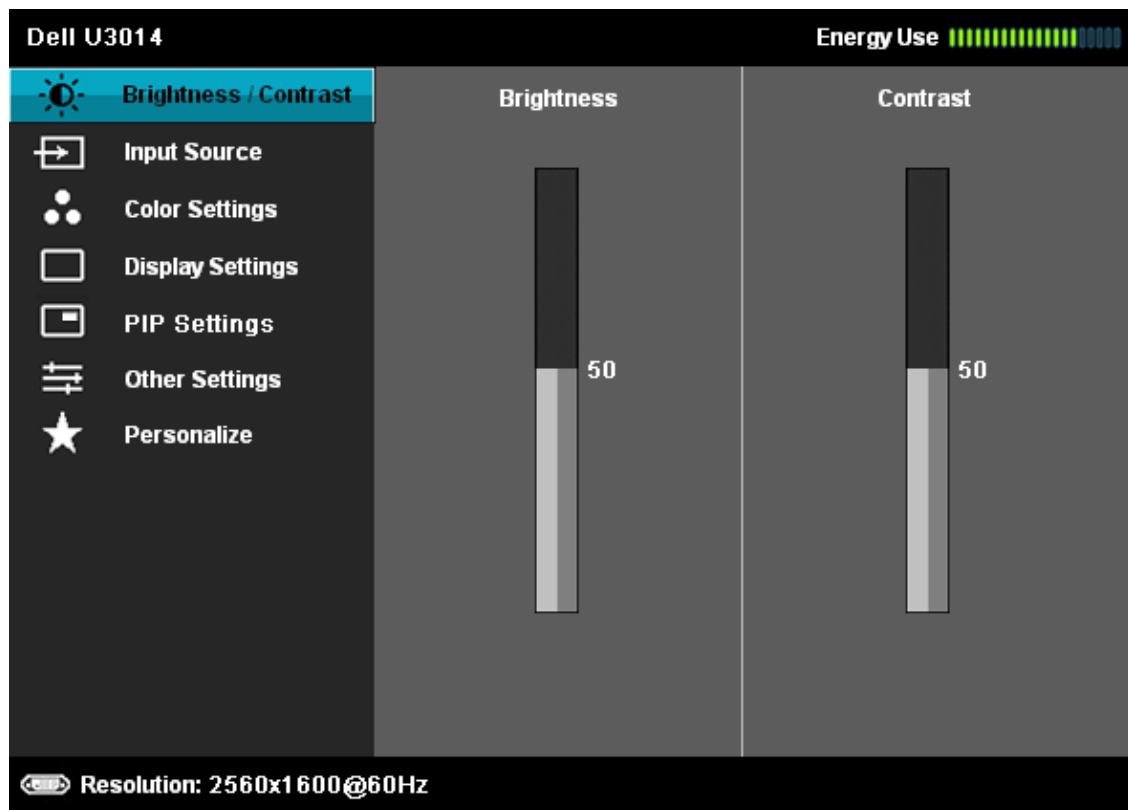 Dell U3014
Energy Use
Brightness / Contrast
Input Source
Color Settings
Display Settings
PIP Settings
Other Settings
Personalize
Brightness
50
Contrast
50
Resolution: 2560x1600@60Hz